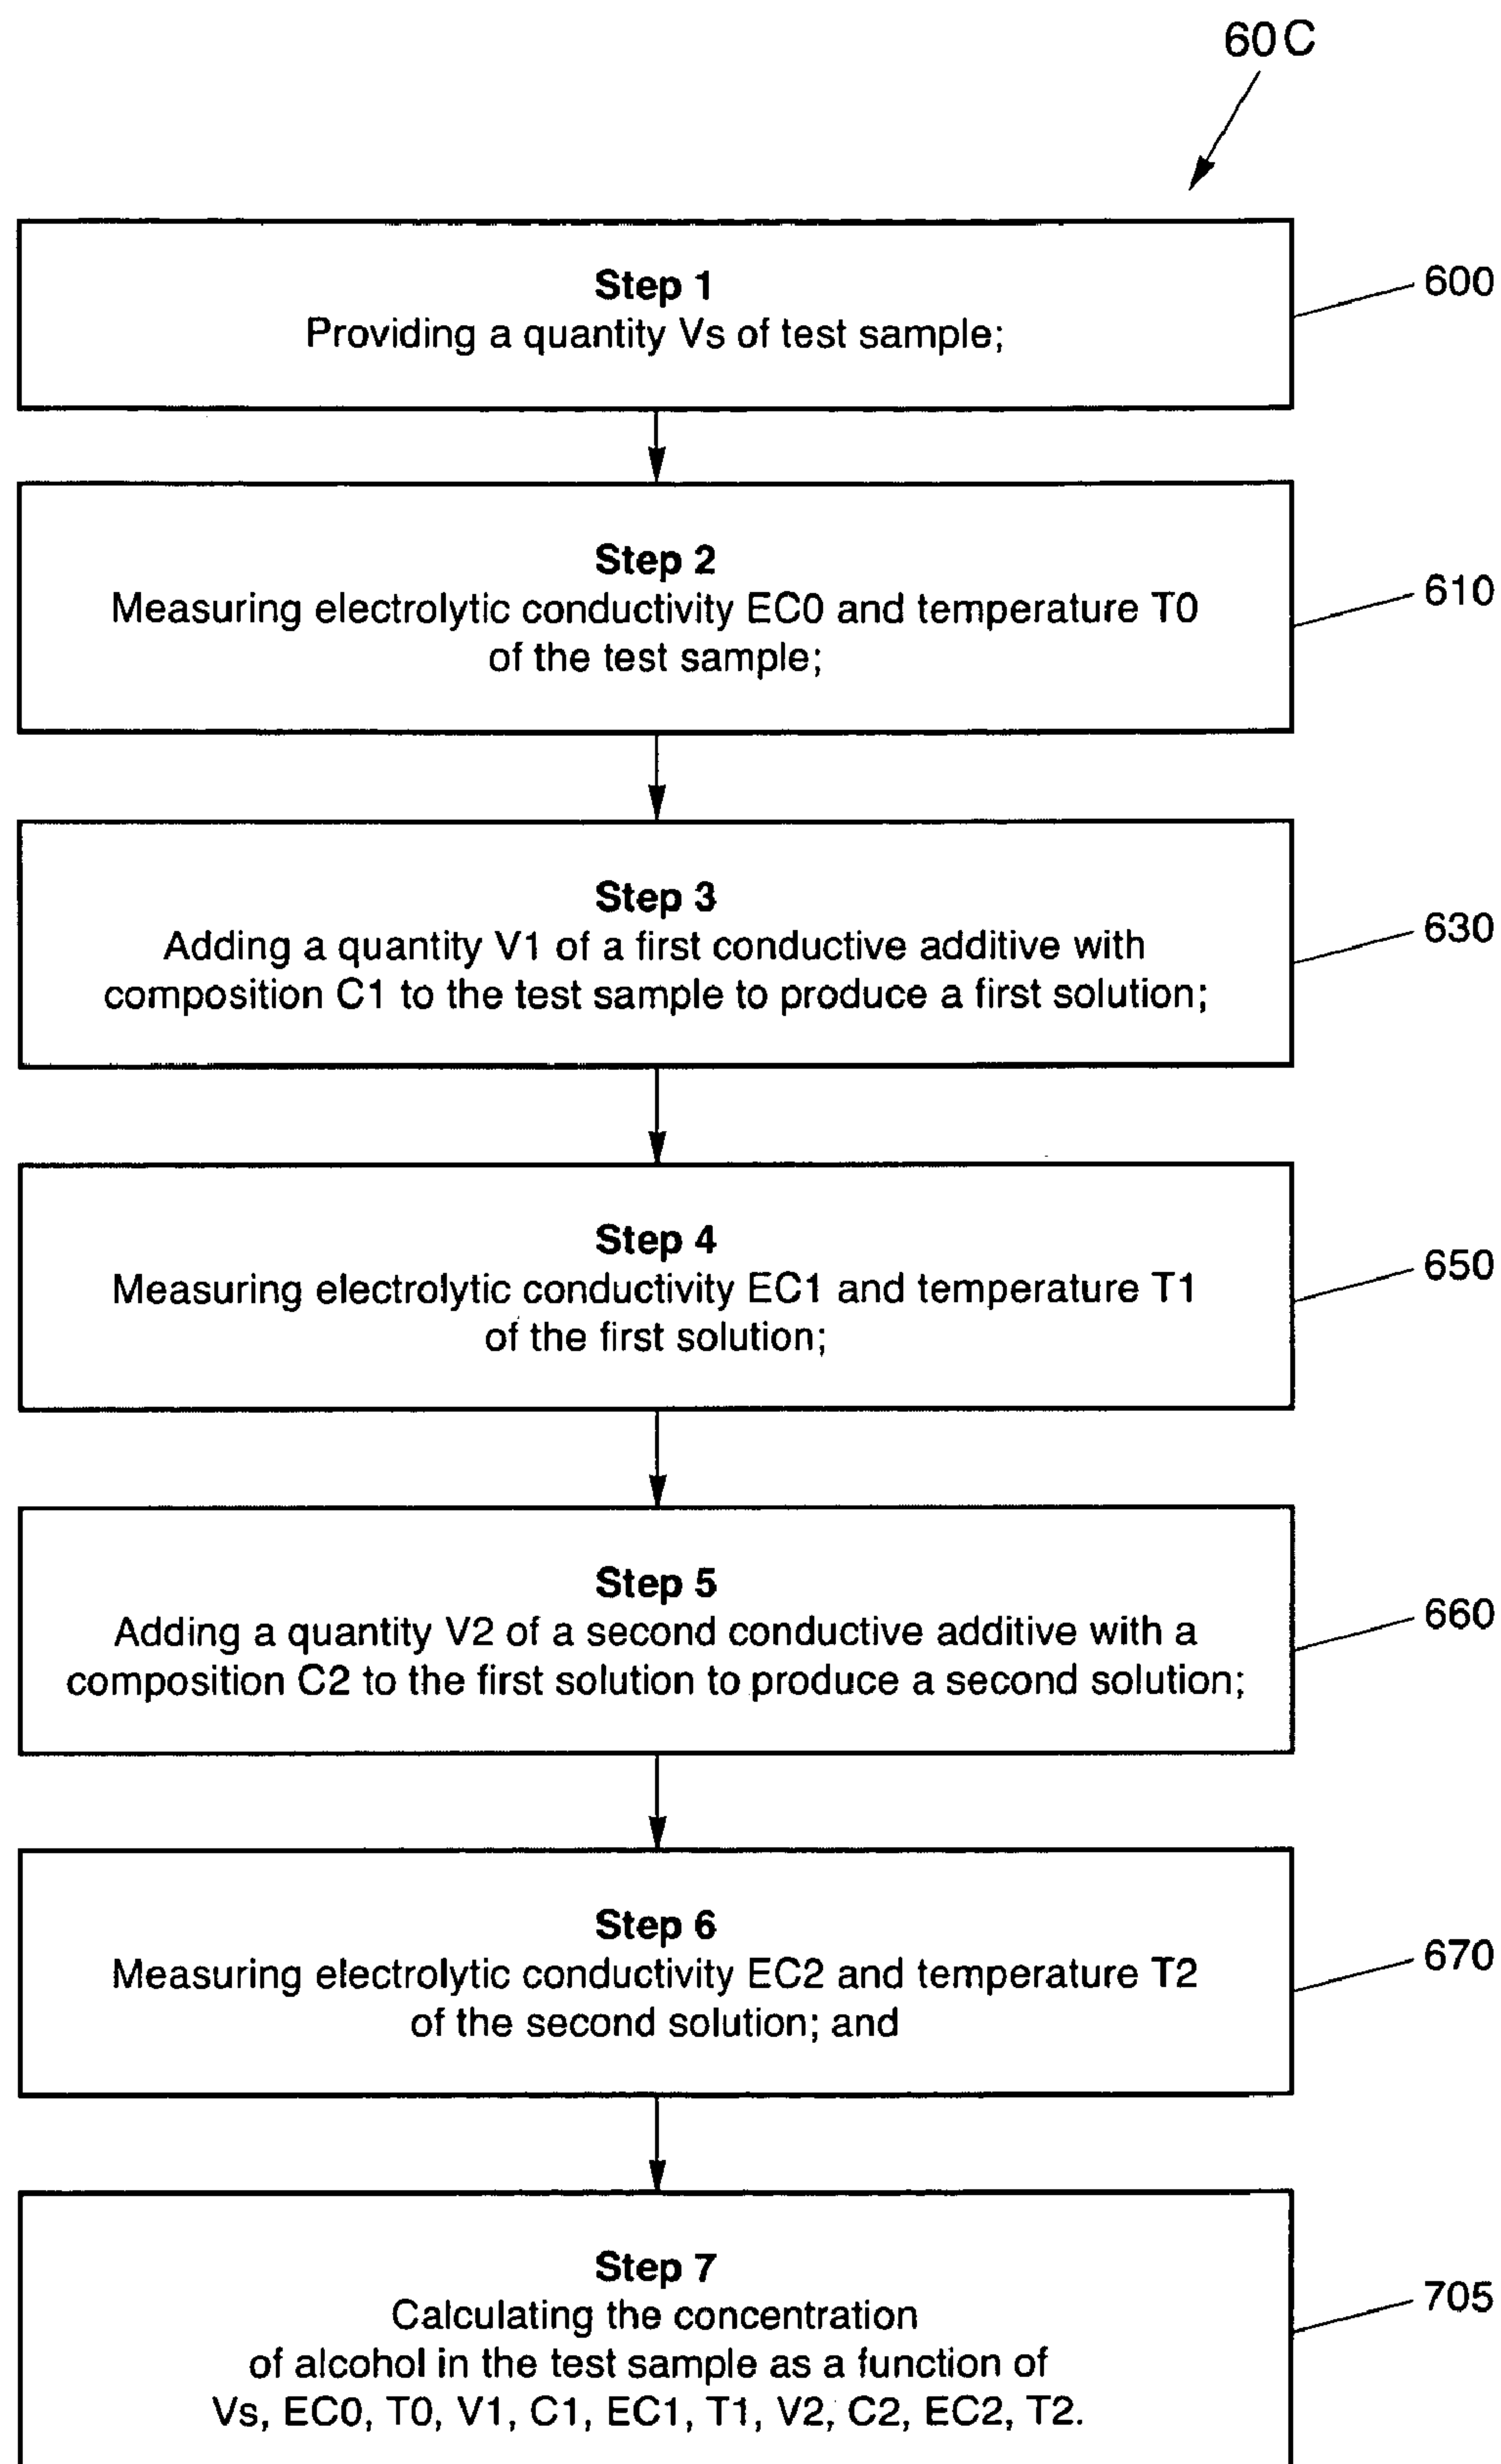 60C
Step 1
Providing a quantity Vs of test sample;
600
Step 2
Measuring electrolytic conductivity EC0 and temperature T0
of the test sample;
610
Step 3
Adding a quantity V1 of a first conductive additive with
composition C1 to the test sample to produce a first solution;
630
Step 4
Measuring electrolytic conductivity EC1 and temperature T1
of the first solution;
650
Step 5
Adding a quantity V2 of a second conductive additive with a
composition C2 to the first solution to produce a second solution;
660
Step 6
Measuring electrolytic conductivity EC2 and temperature T2
of the second solution; and
670
Step 7
Calculating the concentration
of alcohol in the test sample as a function of
Vs, EC0, T0, V1, C1, EC1, T1, V2, C2, EC2, T2.
705